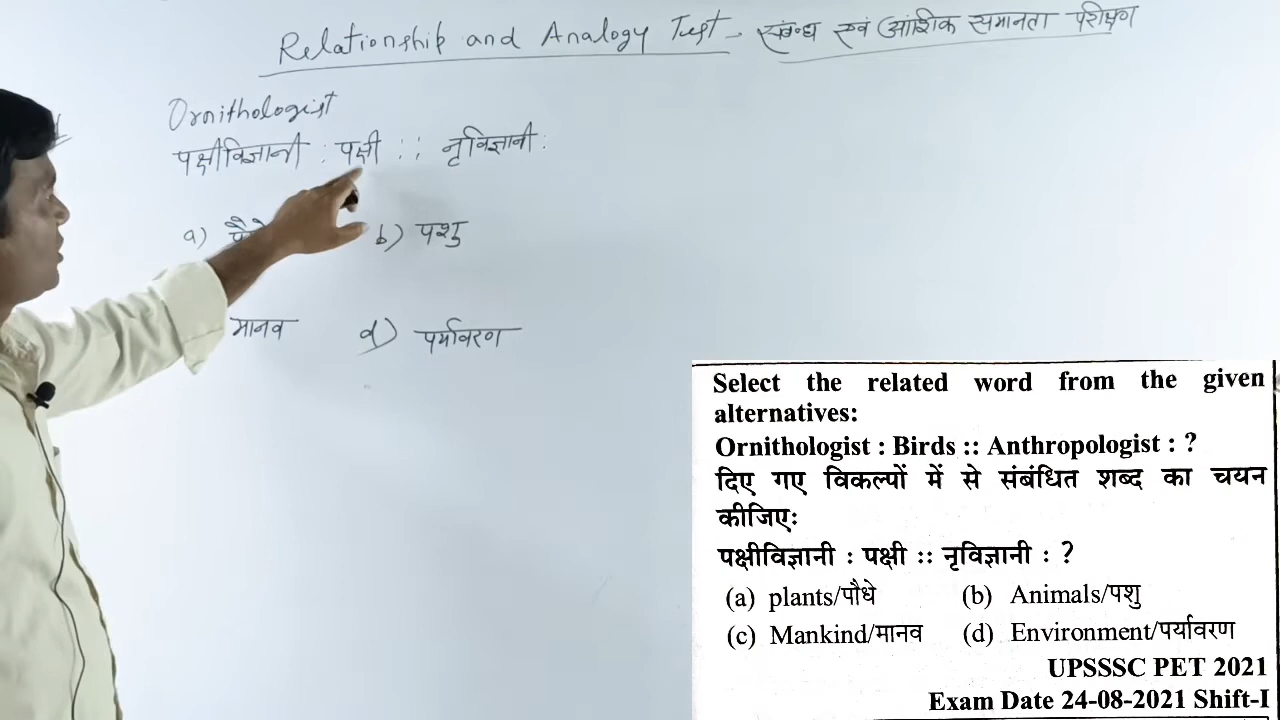 Relationship and Analogy Test - संबन्ध एवं आंशिक समानता परीक्षण
Ornithologist
पक्षीविज्ञानी : पक्षी : : नृविज्ञानी :
a) b) पशु
मानव d) पर्यावरण
Select the related word from the given
alternatives:
Ornithologist : Birds :: Anthropologist : ?
दिए गए विकल्पों में से संबंधित शब्द का चयन
कीजिए:
पक्षीविज्ञानी : पक्षी :: नृविज्ञानी : ?
(a) plants/पौधे (b) Animals/पशु
(c) Mankind/मानव (d) Environment/पर्यावरण
UPSSSC PET 2021
Exam Date 24-08-2021 Shift-I